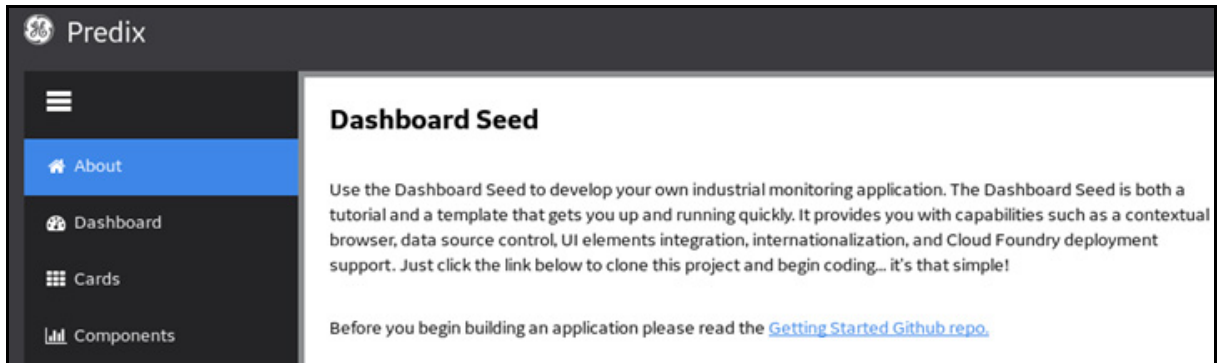 Predix
About
Dashboard
Cards
Components
Dashboard Seed
Use the Dashboard Seed to develop your own industrial monitoring application. The Dashboard Seed is both a
tutorial and a template that gets you up and running quickly. It provides you with capabilities such as a contextual
browser, data source control, UI elements integration, internationalization, and Cloud Foundry deployment
support. Just click the link below to clone this project and begin coding... it's that simple!
Before you begin building an application please read the Getting Started Github repo.